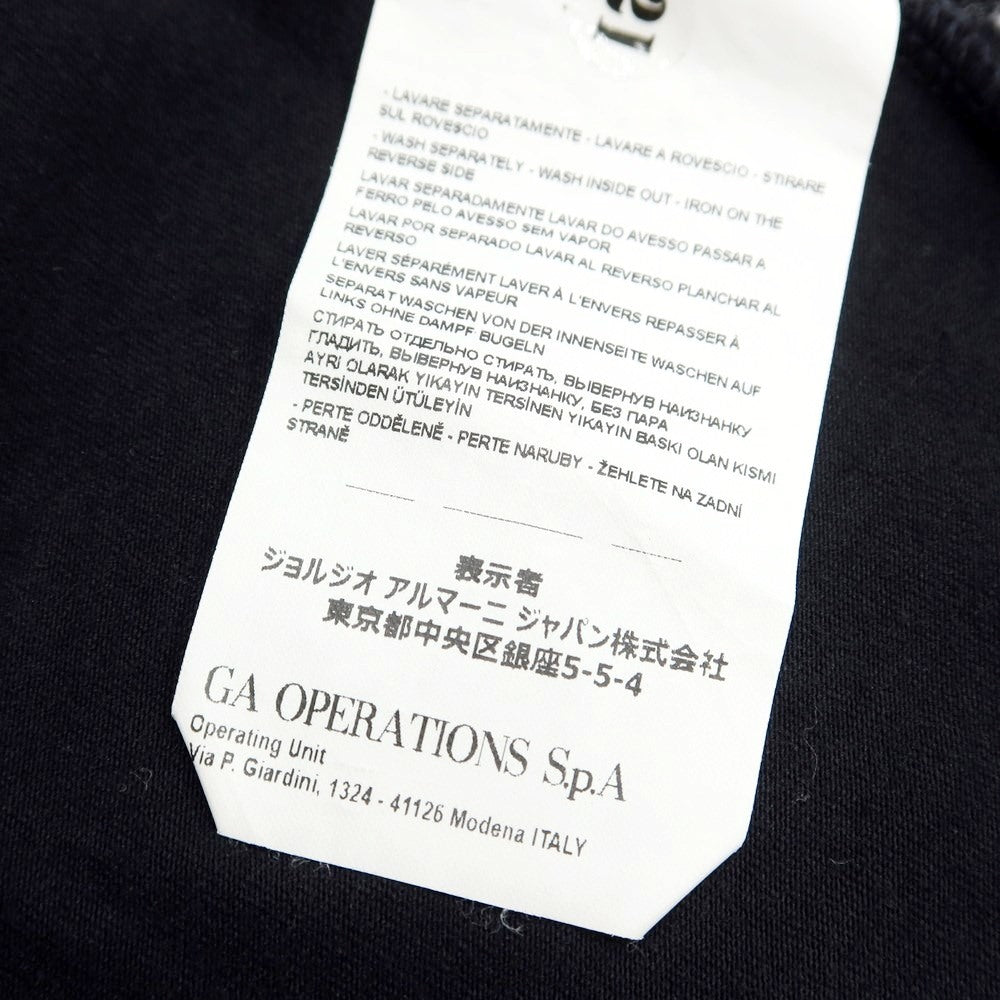 - LAVARE SEPARATAMENTE - LAVARE A ROVESCIO - STIRARE
SUL ROVESCIO
- WASH SEPARATELY - WASH INSIDE OUT - IRON ON THE
REVERSE SIDE
LAVAR SEPARADAMENTE LAVAR DO AVESSO PASSAR A
FERRO PELO AVESSO SEM VAPOR
LAVAR POR SEPARADO LAVAR AL REVERSO PLANCHAR AL
REVERSO
LAVER SÉPARÉMENT LAVER À L'ENVERS REPASSER À
L'ENVERS SANS VAPEUR
SEPARAT WASCHEN VON DER INNENSEITE WASCHEN AUF
LINKS OHNE DAMPF BUGELN
СТИРАТЬ ОТДЕЛЬНО СТИРАТЬ, ВЫВЕРНУВ НАИЗНАНКУ
ГЛАДИТЬ, ВЫВЕРНУВ НАИЗНАНКУ, БЕЗ ПАРА
AYRI OLARAK YIKAYIN TERSİNEN YIKAYIN BASKI OLAN KISMI
TERSİNDEN ÜTÜLEYİN
- PERTE ODDĚLENĚ - PERTE NARUBY - ŽEHLETE NA ZADNÍ
STRANĚ
表示者
ジョルジオ アルマーニ ジャパン株式会社
東京都中央区銀座5-5-4
GA OPERATIONS S.p.A
Operating Unit
Via P. Giardini, 1324 - 41126 Modena ITALY